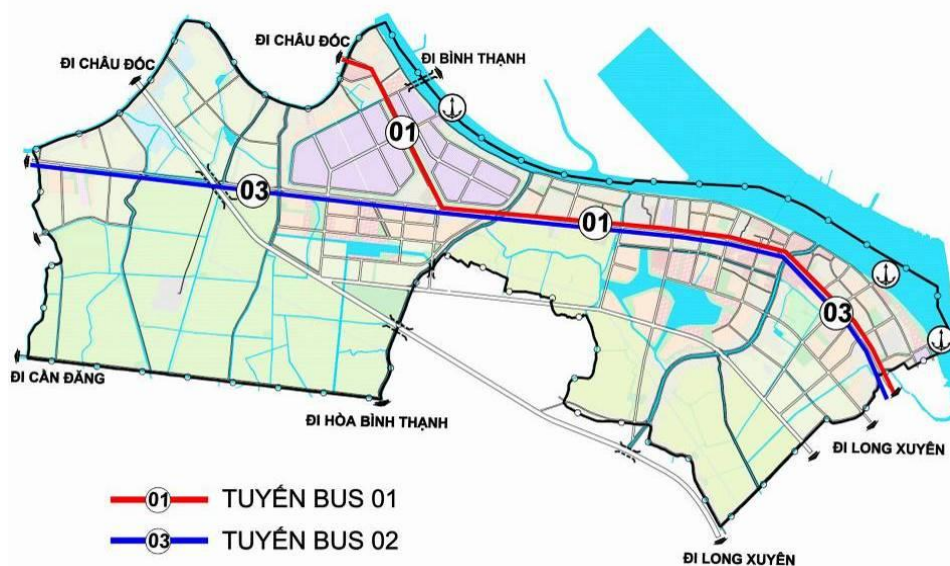 ĐI CHÂU ĐỐC
ĐI CHÂU ĐỐC
ĐI BÌNH THẠNH
01
03
01
03
ĐI CẦN ĐĂNG
ĐI HÒA BÌNH THẠNH
ĐI LONG XUYÊN
ĐI LONG XUYÊN
01 TUYẾN BUS 01
03 TUYẾN BUS 02